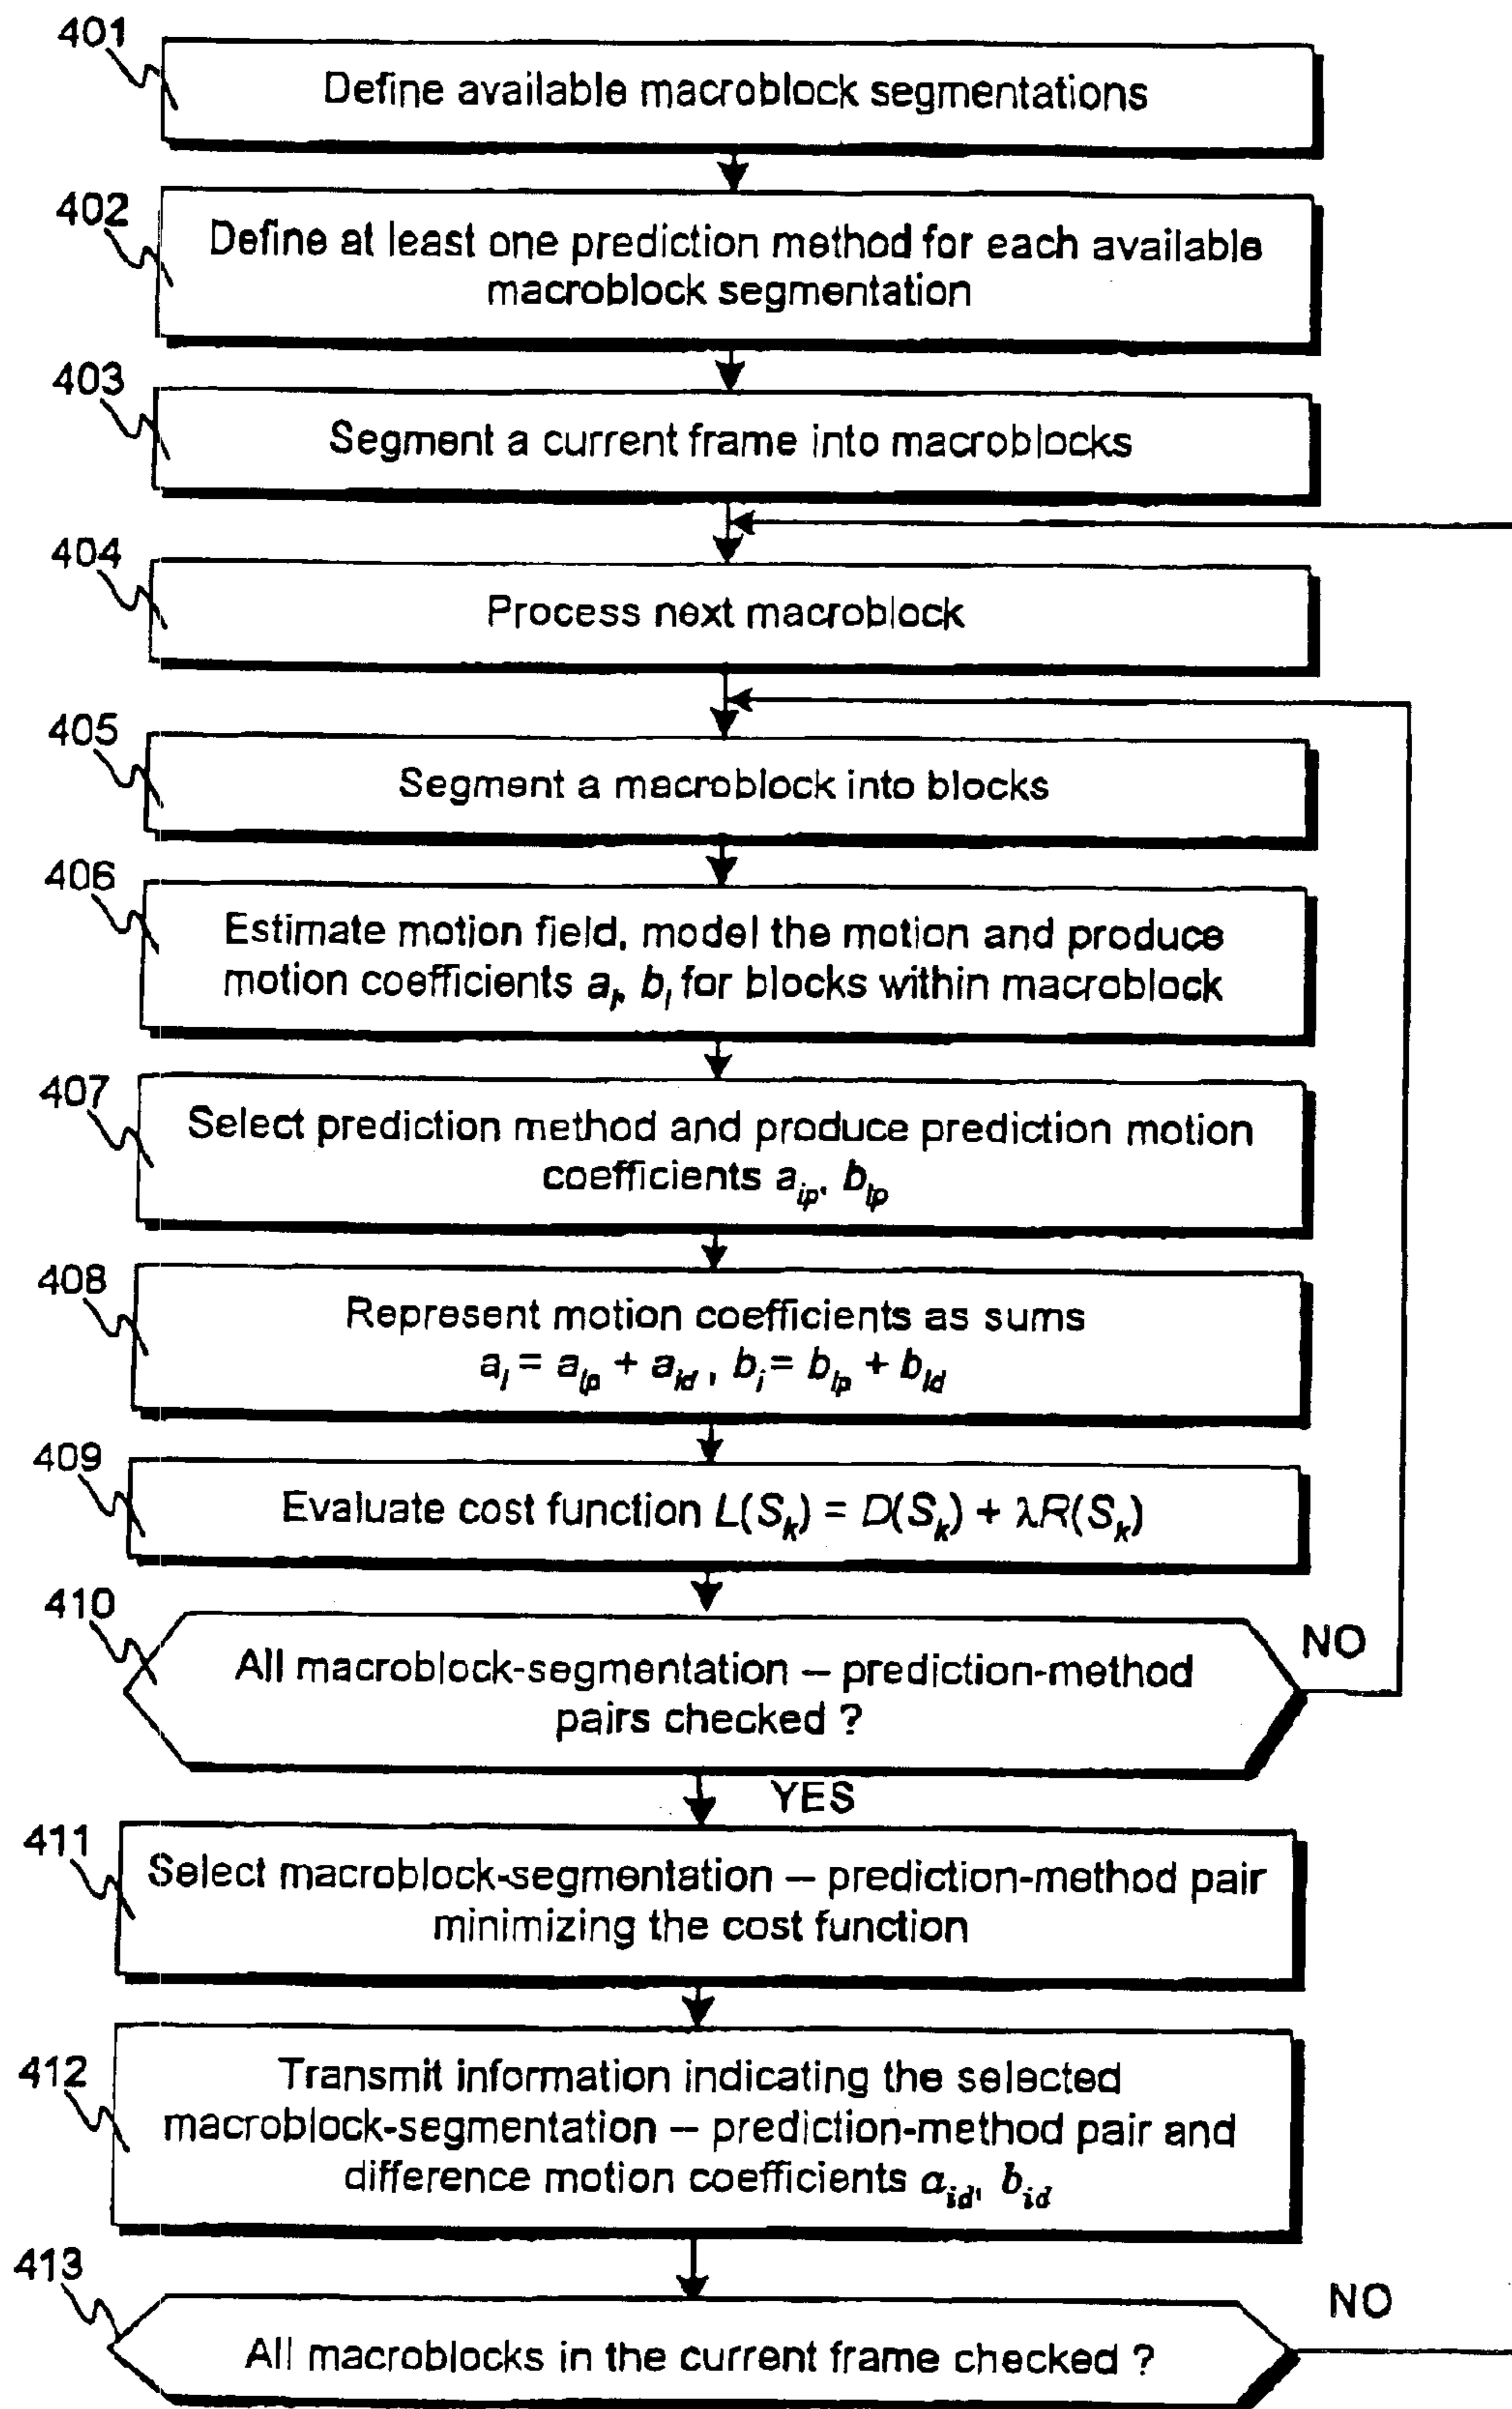 401
Define available macroblock segmentations
402
Define at least one prediction method for each available
macroblock segmentation
403
Segment a current frame into macroblocks
404
Process next macroblock
405
Segment a macroblock into blocks
406
Estimate motion field, model the motion and produce
motion coefficients a_i, b_i for blocks within macroblock
407
Select prediction method and produce prediction motion
coefficients a_ip, b_ip
408
Represent motion coefficients as sums
a_i = a_ip + a_id, b_i = b_ip + b_id
409
Evaluate cost function L(S_k) = D(S_k) + λR(S_k)
410
All macroblock-segmentation – prediction-method
pairs checked ?
NO
YES
411
Select macroblock-segmentation – prediction-method pair
minimizing the cost function
412
Transmit information indicating the selected
macroblock-segmentation – prediction-method pair and
difference motion coefficients a_id, b_id
413
All macroblocks in the current frame checked ?
NO